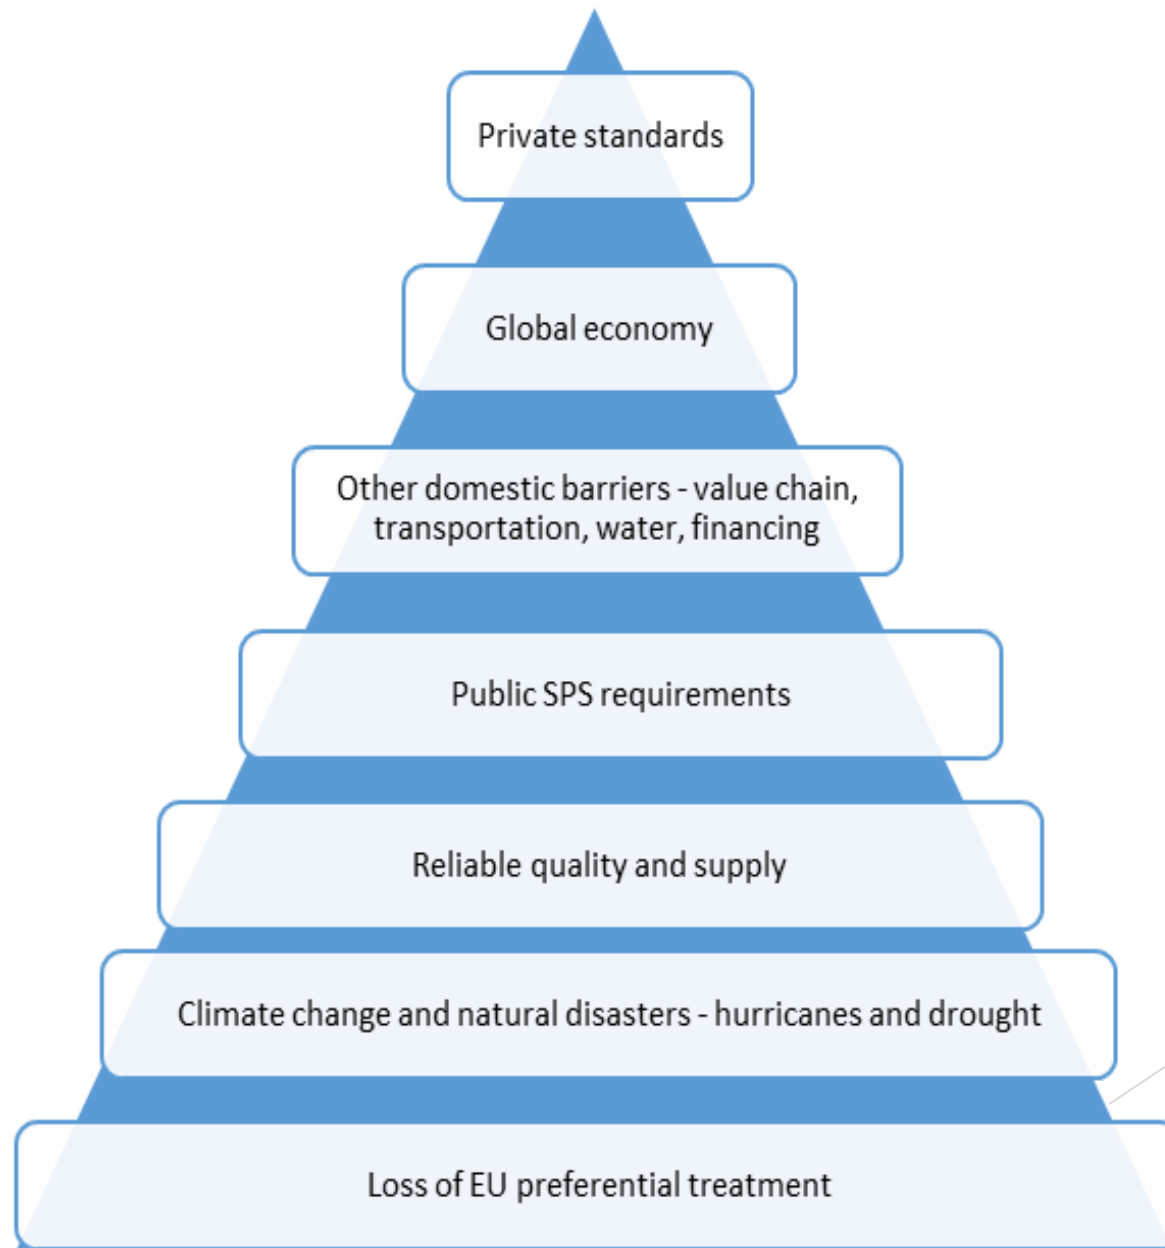 Private standards
Global economy
Other domestic barriers - value chain,
transportation, water, financing
Public SPS requirements
Reliable quality and supply
Climate change and natural disasters - hurricanes and drought
Loss of EU preferential treatment